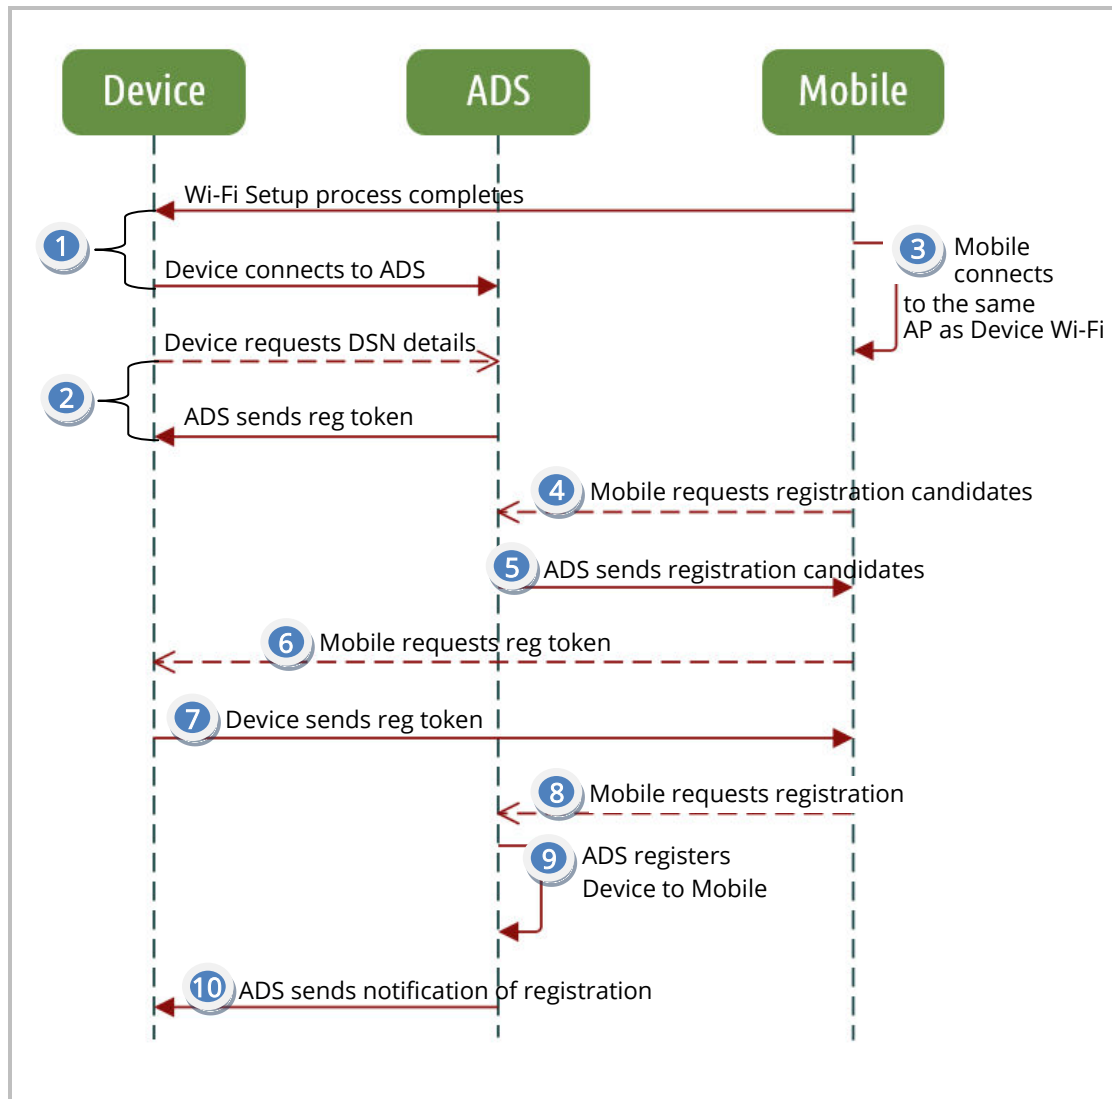 Device
ADS
Mobile
Wi-Fi Setup process completes
1
3
Mobile
connects
to the same
AP as Device Wi-Fi
Device connects to ADS
Device requests DSN details
2
ADS sends reg token
4
Mobile requests registration candidates
5
ADS sends registration candidates
6
Mobile requests reg token
7
Device sends reg token
8
Mobile requests registration
9
ADS registers
Device to Mobile
10
ADS sends notification of registration